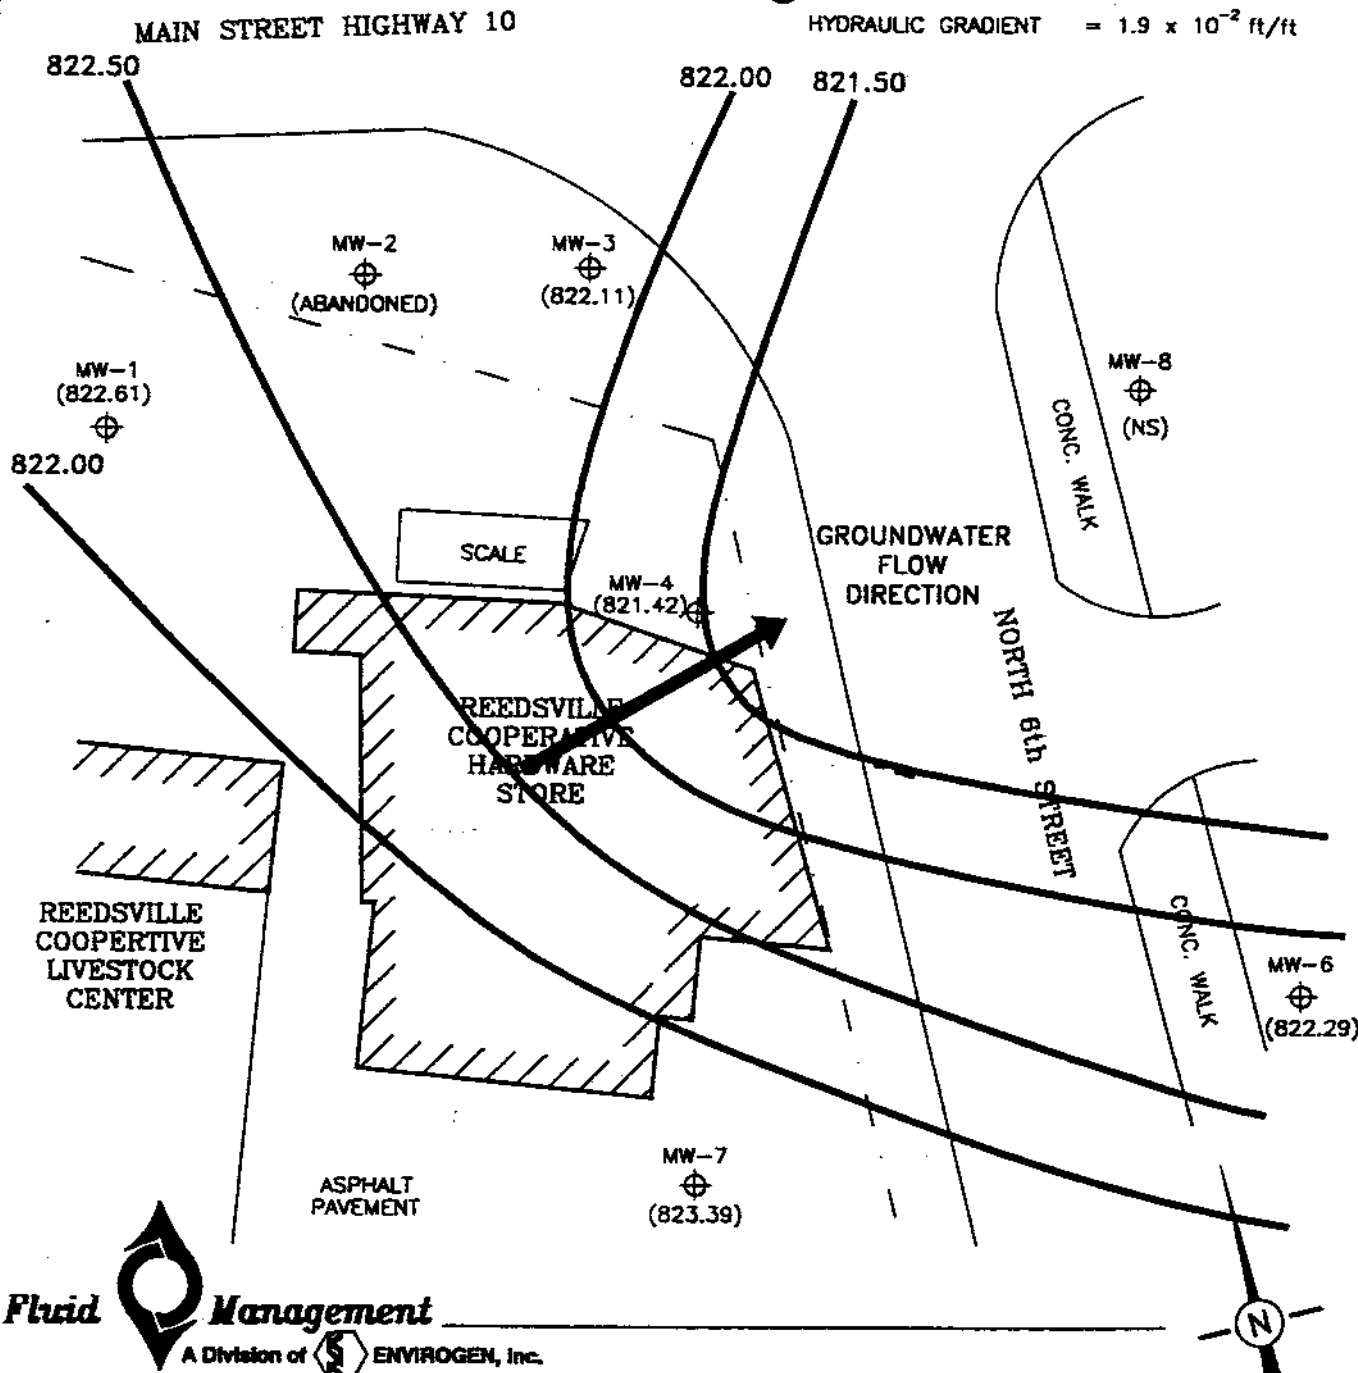 MAIN STREET HIGHWAY 10
HYDRAULIC GRADIENT = 1.9 x 10⁻² ft/ft
822.50
822.00
821.50
MW-2
(ABANDONED)
MW-3
(822.11)
MW-1
(822.61)
822.00
MW-8
(NS)
CONC. WALK
SCALE
MW-4
(821.42)
GROUNDWATER
FLOW
DIRECTION
NORTH 6th STREET
REEDSVILLE
COOPERATIVE
HARDWARE
STORE
REEDSVILLE
COOPERTIVE
LIVESTOCK
CENTER
CONC. WALK
MW-6
(822.29)
MW-7
(823.39)
ASPHALT
PAVEMENT
Fluid Management
A Division of ENVIROGEN, Inc.
N